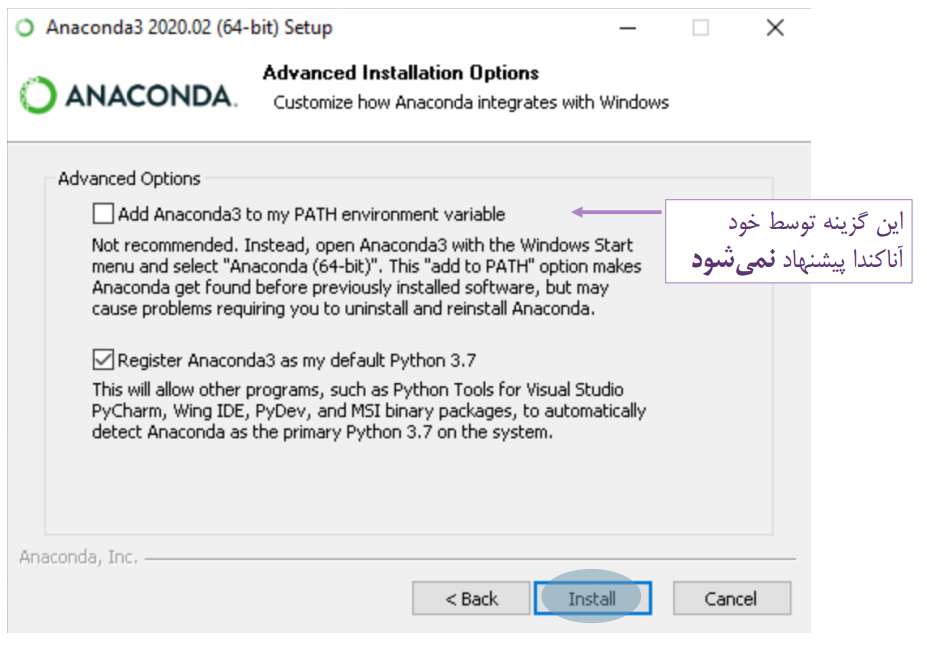 Anaconda3 2020.02 (64-bit) Setup
ANACONDA.
Advanced Installation Options
Customize how Anaconda integrates with Windows
Advanced Options
Add Anaconda3 to my PATH environment variable
Not recommended. Instead, open Anaconda3 with the Windows Start
menu and select "Anaconda (64-bit)". This "add to PATH" option makes
Anaconda get found before previously installed software, but may
cause problems requiring you to uninstall and reinstall Anaconda.
این گزینه توسط خود
آناکندا پیشنهاد نمی‌شود
Register Anaconda3 as my default Python 3.7
This will allow other programs, such as Python Tools for Visual Studio
PyCharm, Wing IDE, PyDev, and MSI binary packages, to automatically
detect Anaconda as the primary Python 3.7 on the system.
Anaconda, Inc.
< Back
Install
Cancel